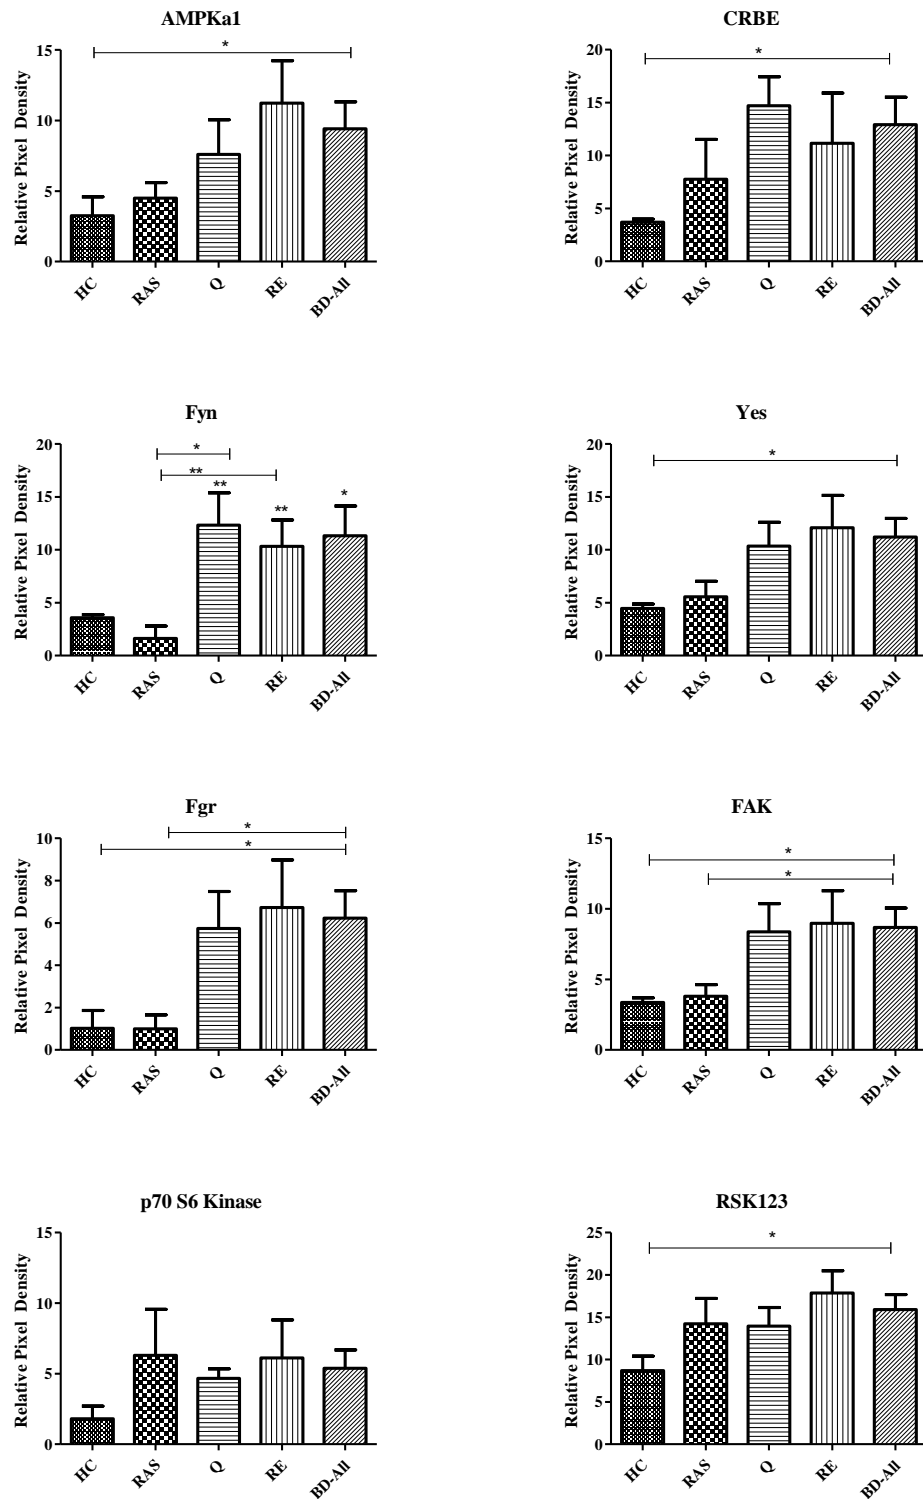 AMPKa1
Relative Pixel Density
15
10
5
0
*
HC
RAS
Q
RE
BD-All
CRBE
Relative Pixel Density
20
15
10
5
0
*
HC
RAS
Q
RE
BD-All
Fyn
Relative Pixel Density
20
15
10
5
0
*
**
**
**
*
HC
RAS
Q
RE
BD-All
Yes
Relative Pixel Density
20
15
10
5
0
*
HC
RAS
Q
RE
BD-All
Fgr
Relative Pixel Density
10
8
6
4
2
0
*
*
HC
RAS
Q
RE
BD-All
FAK
Relative Pixel Density
15
10
5
0
*
*
HC
RAS
Q
RE
BD-All
p70 S6 Kinase
Relative Pixel Density
15
10
5
0
HC
RAS
Q
RE
BD-All
RSK123
Relative Pixel Density
25
20
15
10
5
0
*
HC
RAS
Q
RE
BD-All